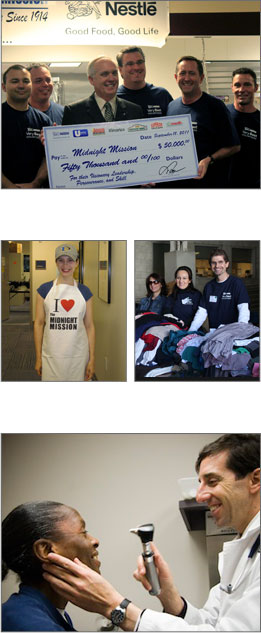 Since 1914
Nestlé
Good Food, Good Life
Date September 19, 2011
Midnight Mission
$ 50,000.00
Fifty Thousand and 00/100 Dollars
For their Visionary Leadership,
Perseverance, and Skill
I ♥
THE
MIDNIGHT
MISSION